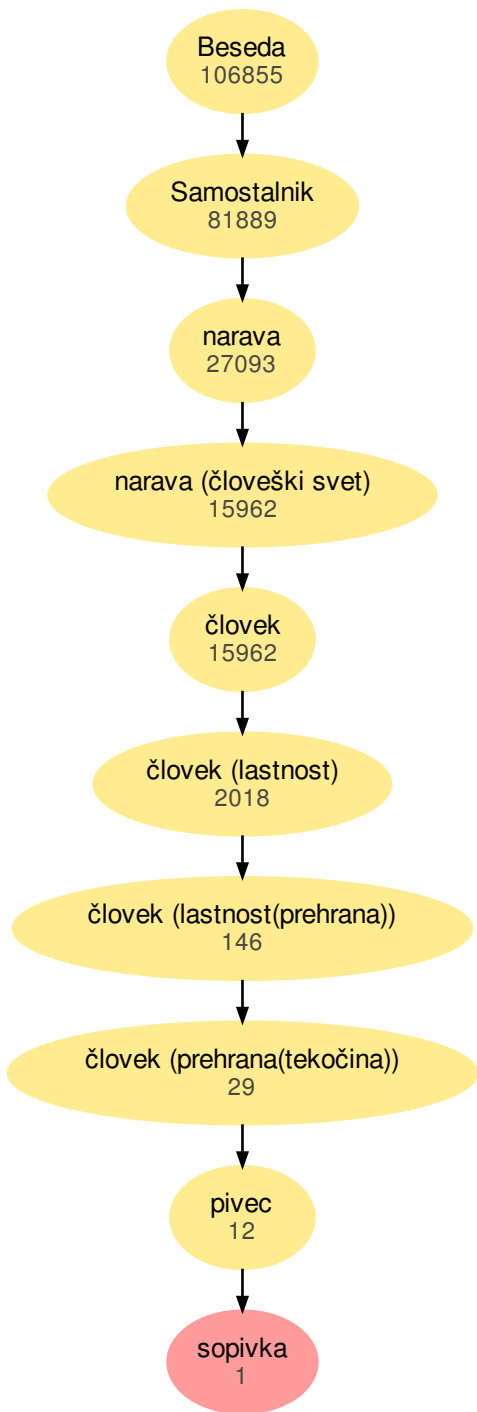 Beseda
106855
Samostalnik
81889
narava
27093
narava (človeški svet)
15962
človek
15962
človek (lastnost)
2018
človek (lastnost(prehrana))
146
človek (prehrana(tekočina))
29
pivec
12
sopivka
1